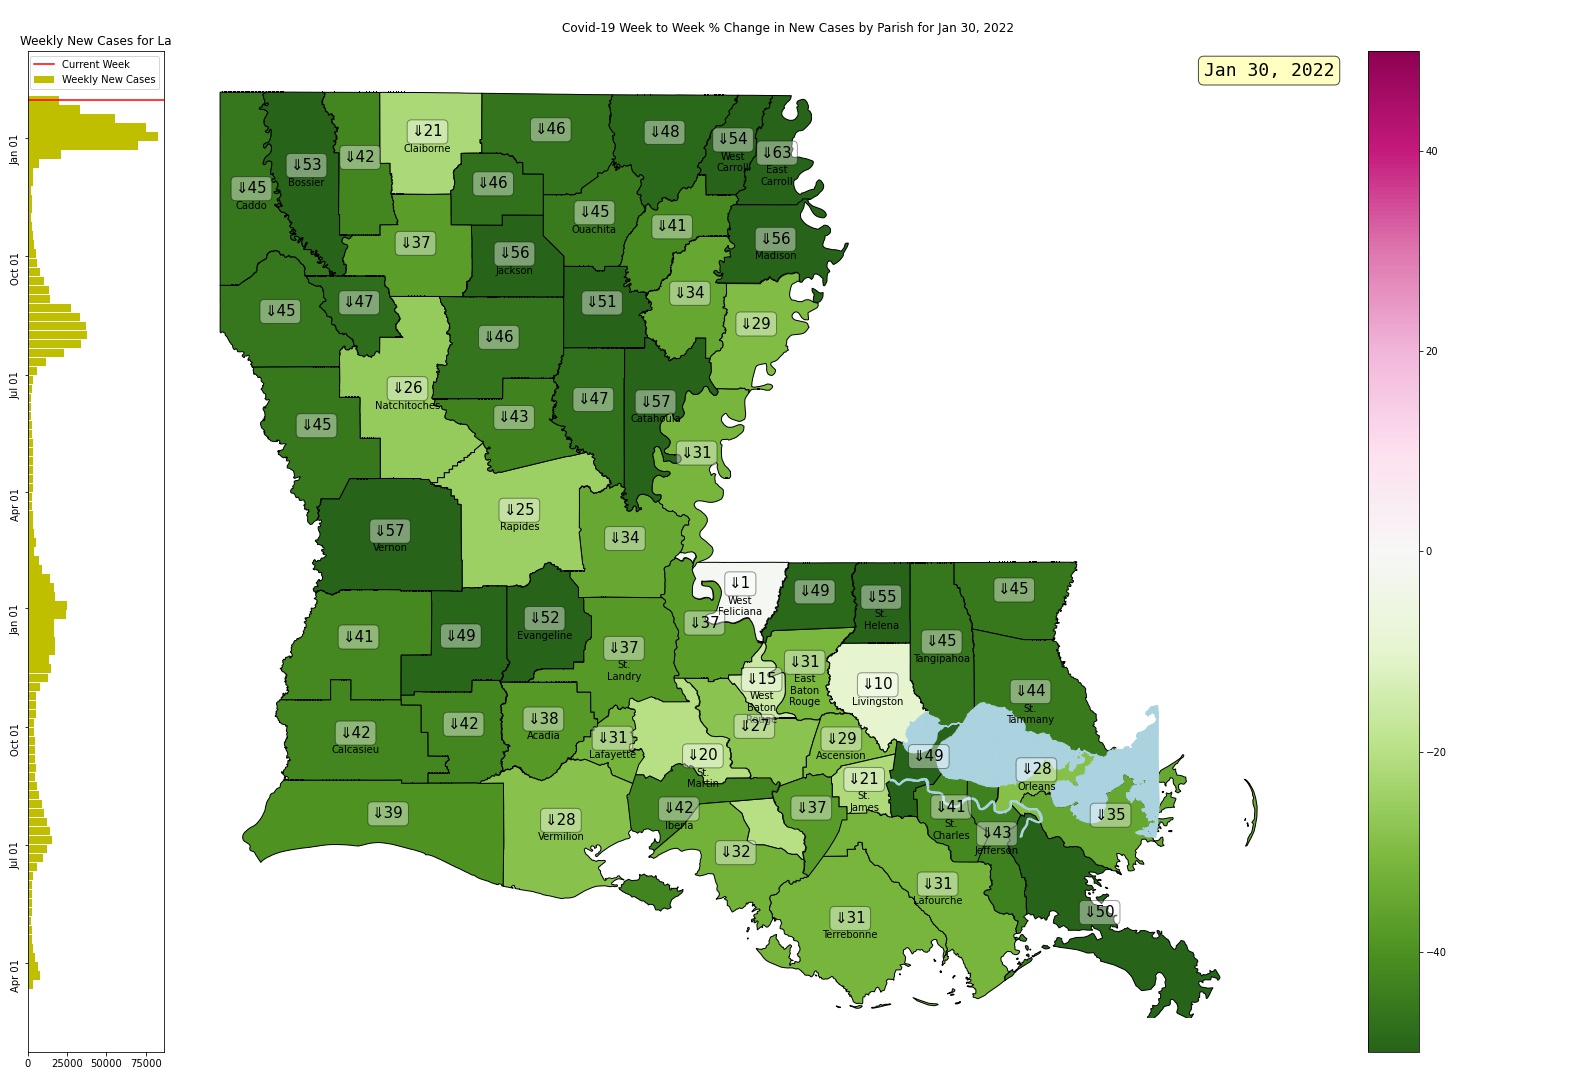 Covid-19 Week to Week % Change in New Cases by Parish for Jan 30, 2022
Weekly New Cases for La
Current Week
Weekly New Cases
Jan 30, 2022
Jan 01
Oct 01
Jul 01
Apr 01
Jan 01
Oct 01
Jul 01
Apr 01
0 25000 50000 75000
⇓45
Caddo
⇓53
Bossier
⇓42
⇓21
Claiborne
⇓46
⇓48
⇓54
West
Carroll
⇓63
East
Carroll
⇓46
⇓45
Ouachita
⇓41
⇓56
Madison
⇓37
⇓56
Jackson
⇓45
⇓47
⇓51
⇓34
⇓29
⇓46
⇓26
Natchitoches
⇓45
⇓43
⇓47
⇓57
Catahoula
⇓31
⇓57
Vernon
⇓25
Rapides
⇓34
⇓1
West
Feliciana
⇓49
⇓55
St.
Helena
⇓45
⇓45
Tangipahoa
⇓41
⇓49
⇓52
Evangeline
⇓37
St.
Landry
⇓37
⇓15
West
Baton
Rouge
⇓31
East
Baton
Rouge
⇓10
Livingston
⇓44
St.
Tammany
⇓42
Calcasieu
⇓42
⇓38
Acadia
⇓31
Lafayette
⇓20
St.
Martin
⇓27
⇓29
Ascension
⇓49
⇓28
Orleans
⇓21
St.
James
⇓39
⇓28
Vermilion
⇓42
Iberia
⇓37
⇓41
St.
Charles
⇓43
Jefferson
⇓35
⇓32
⇓31
Lafourche
⇓31
Terrebonne
⇓50
40
20
0
−20
−40